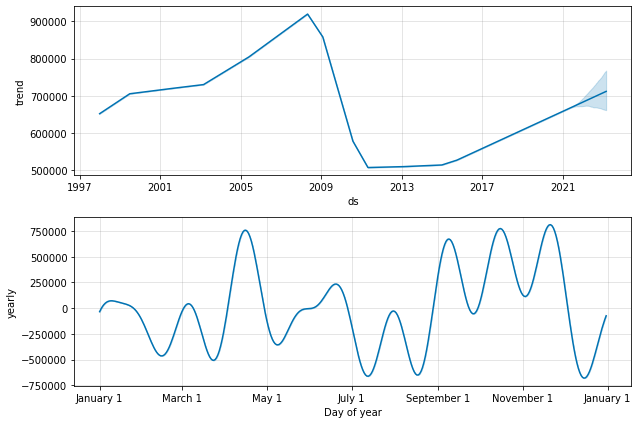 900000
800000
700000
600000
500000
trend
1997 2001 2005 2009 2013 2017 2021
ds
750000
500000
250000
0
−250000
−500000
−750000
yearly
January 1 March 1 May 1 July 1 September 1 November 1 January 1
Day of year